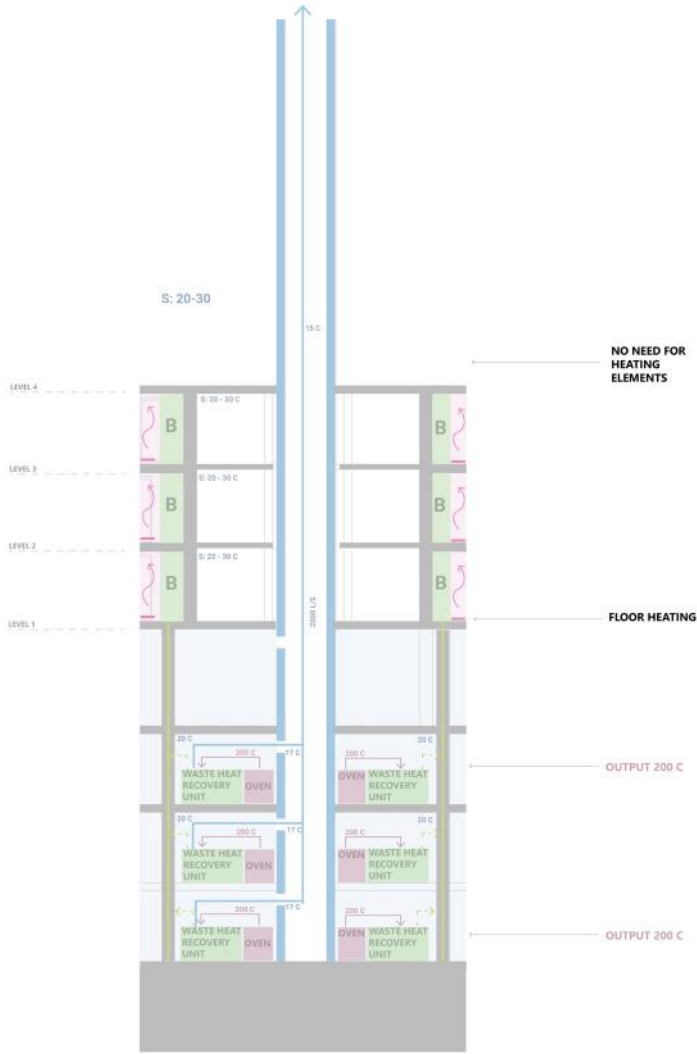 S: 20-30
15 C
NO NEED FOR
HEATING
ELEMENTS
LEVEL 4
S: 20 - 30 C
B
B
LEVEL 3
S: 20 - 30 C
B
B
LEVEL 2
S: 20 - 30 C
B
B
2000 L/S
LEVEL 1
FLOOR HEATING
20 C
200 C
17 C
200 C
20 C
WASTE HEAT
RECOVERY
UNIT
OVEN
OVEN
WASTE HEAT
RECOVERY
UNIT
OUTPUT 200 C
20 C
200 C
17 C
200 C
20 C
WASTE HEAT
RECOVERY
UNIT
OVEN
OVEN
WASTE HEAT
RECOVERY
UNIT
200 C
17 C
200 C
WASTE HEAT
RECOVERY
UNIT
OVEN
OVEN
WASTE HEAT
RECOVERY
UNIT
OUTPUT 200 C